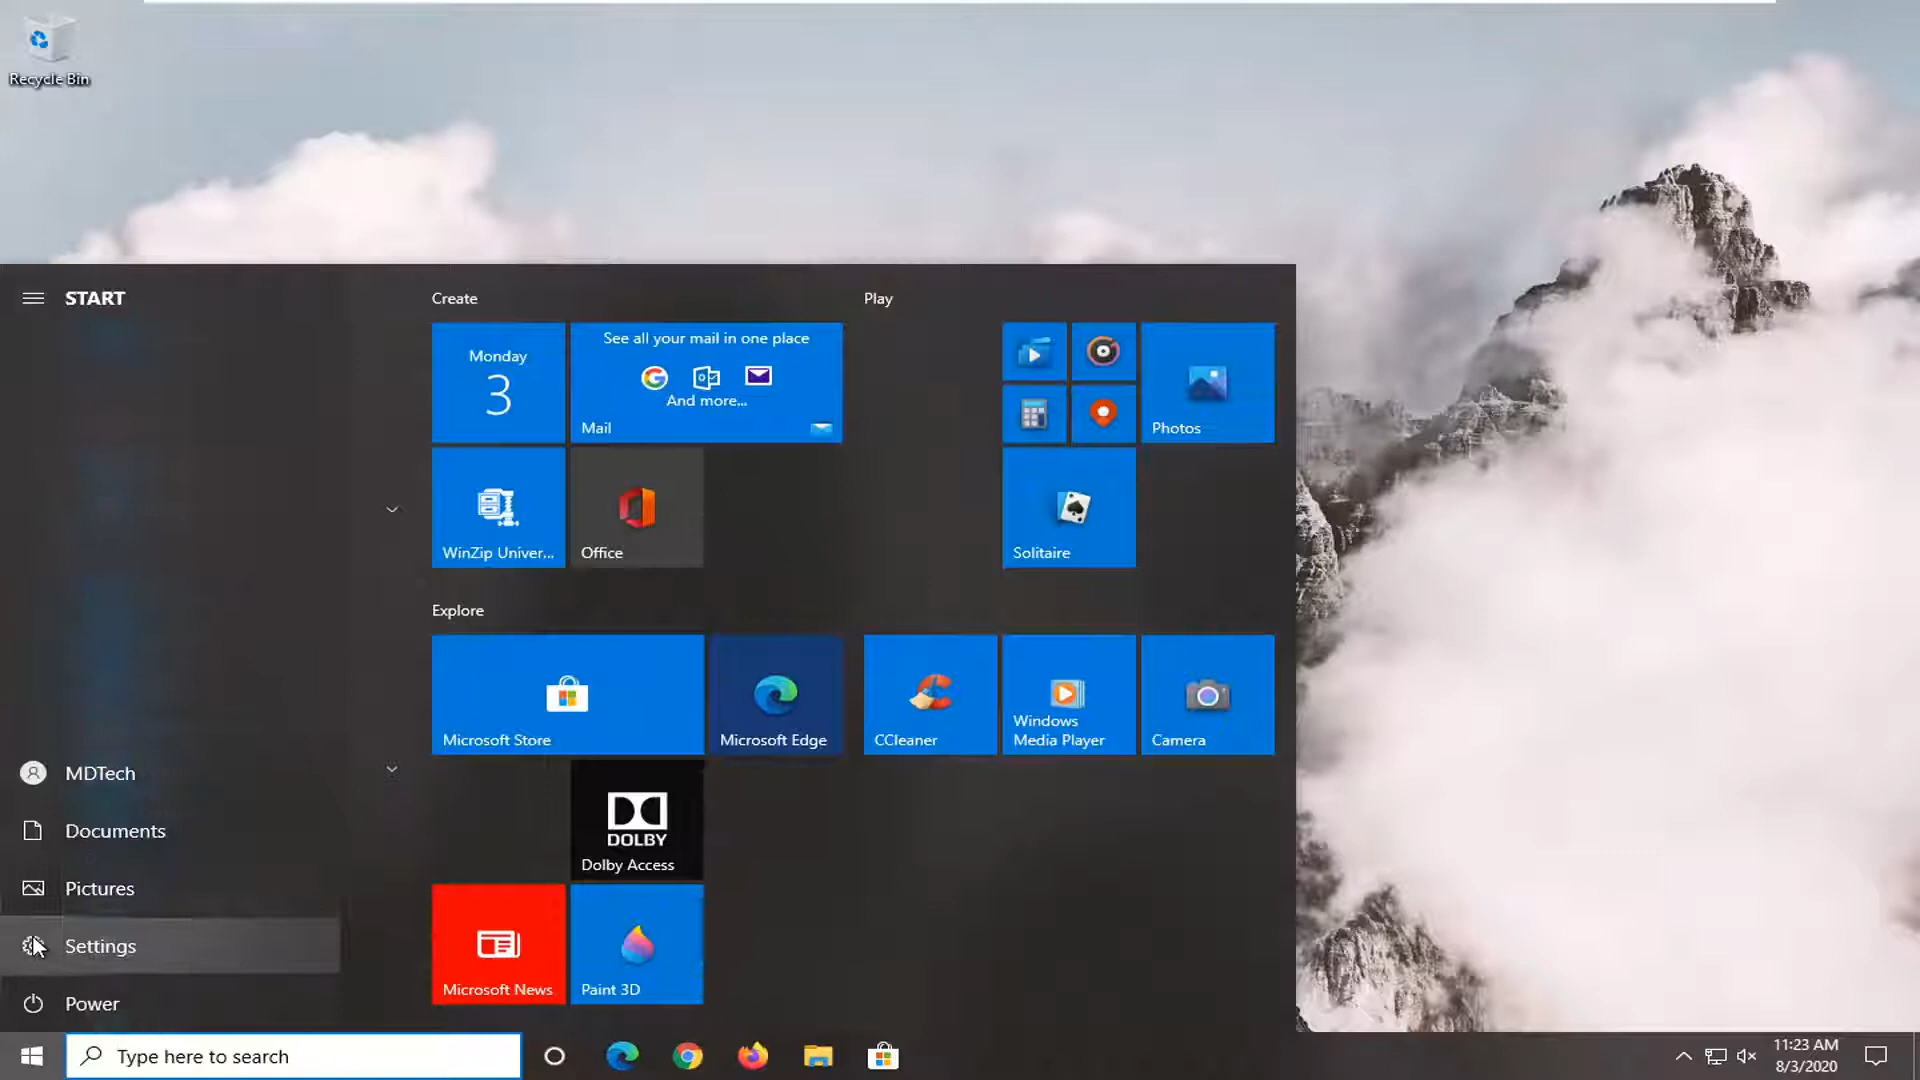 Recycle Bin
START
MDTech
Documents
Pictures
Settings
Power
Create
Monday
3
See all your mail in one place
And more...
Mail
WinZip Univer...
Office
Explore
Microsoft Store
Microsoft Edge
DOLBY
Dolby Access
Microsoft News
Paint 3D
Play
Photos
Solitaire
CCleaner
Windows
Media Player
Camera
Type here to search
11:23 AM
8/3/2020